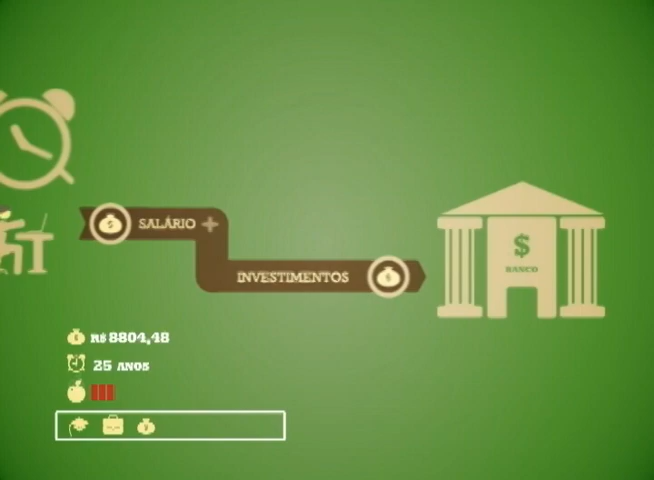 SALÁRIO +
INVESTIMENTOS
$
BANCO
R$ 8804,48
25 ANOS